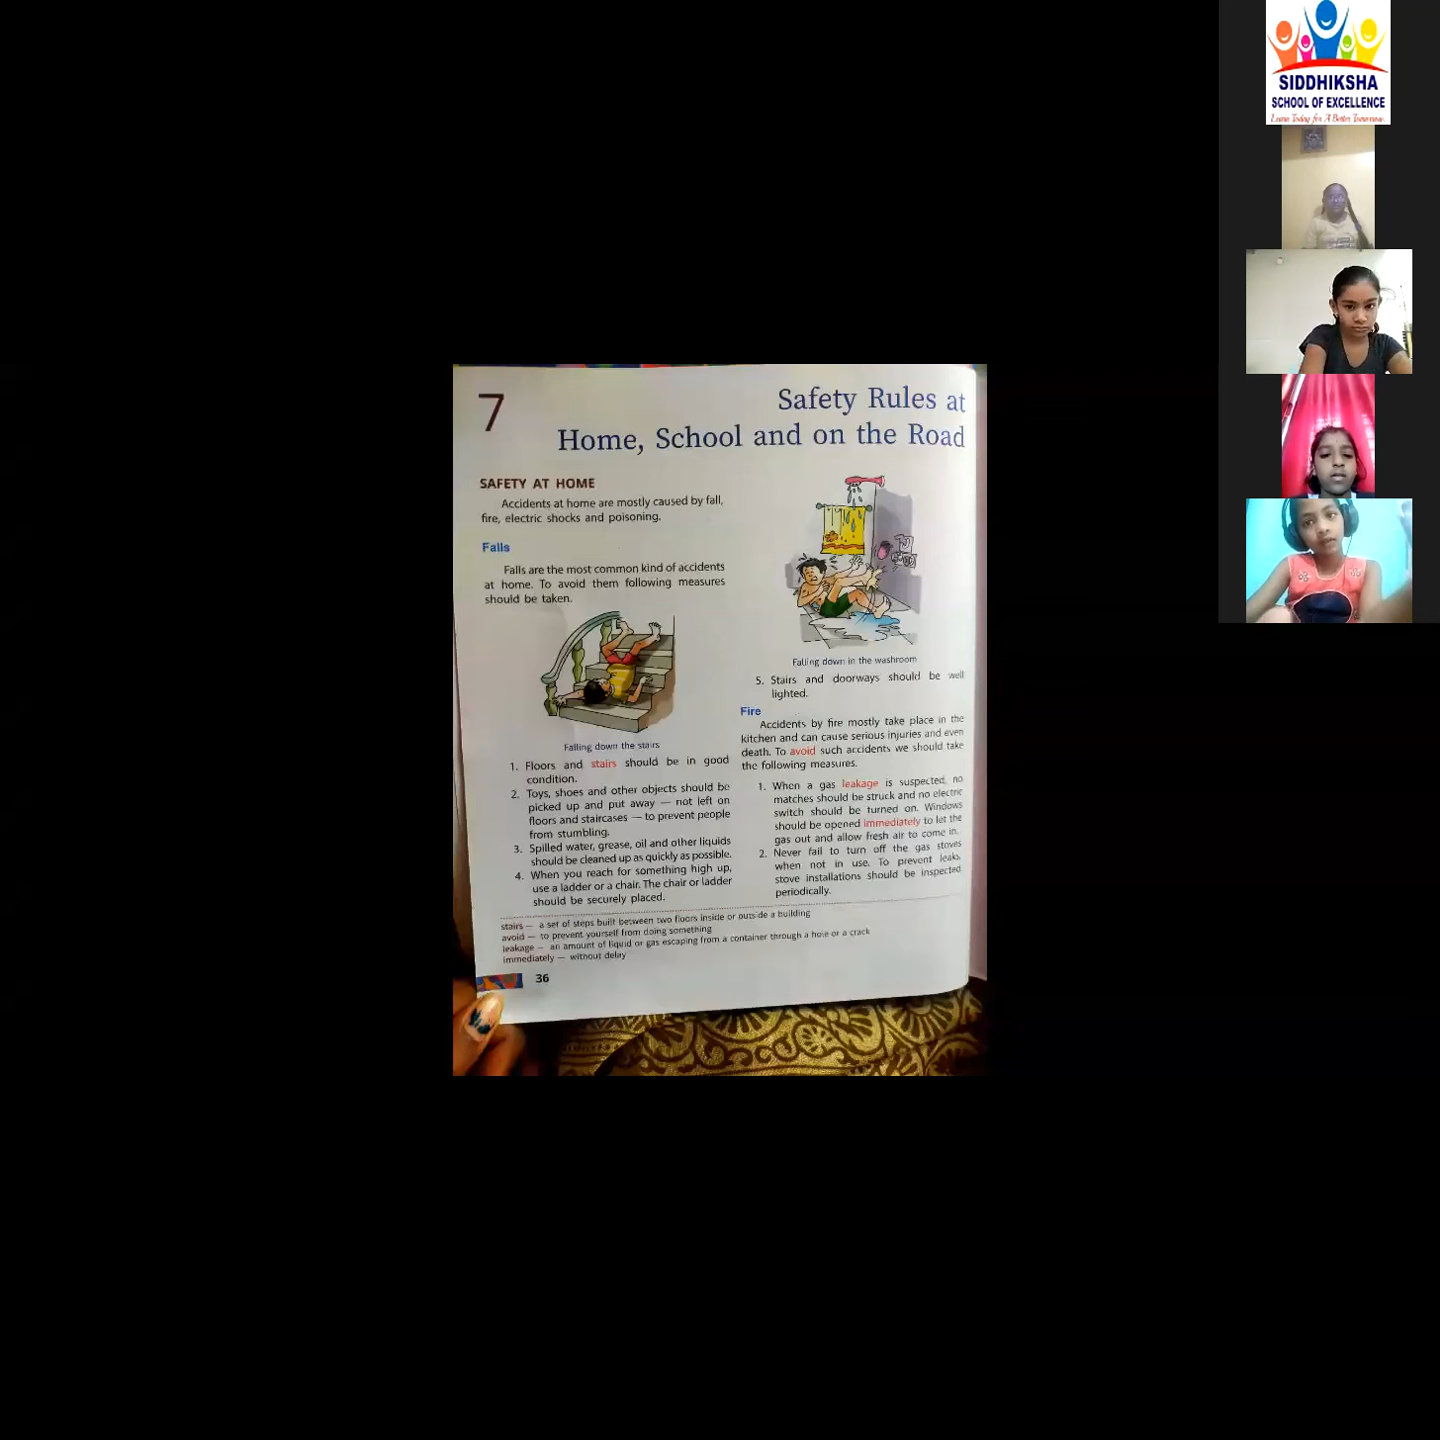 SIDDHIKSHA
SCHOOL OF EXCELLENCE
Learn Today for A Better Tomorrow
7
Safety Rules at
Home, School and on the Road
SAFETY AT HOME
Accidents at home are mostly caused by fall,
fire, electric shocks and poisoning.
Falls
Falls are the most common kind of accidents
at home. To avoid them following measures
should be taken.
Falling down the stairs
1. Floors and stairs should be in good
condition.
2. Toys, shoes and other objects should be
picked up and put away — not left on
floors and staircases — to prevent people
from stumbling.
3. Spilled water, grease, oil and other liquids
should be cleaned up as quickly as possible.
4. When you reach for something high up,
use a ladder or a chair. The chair or ladder
should be securely placed.
Falling down in the washroom
5. Stairs and doorways should be well
lighted.
Fire
Accidents by fire mostly take place in the
kitchen and can cause serious injuries and even
death. To avoid such accidents we should take
the following measures.
1. When a gas leakage is suspected, no
matches should be struck and no electric
switch should be turned on. Windows
should be opened immediately to let the
gas out and allow fresh air to come in.
2. Never fail to turn off the gas stoves
when not in use. To prevent leaks,
stove installations should be inspected
periodically.
stairs — a set of steps built between two floors inside or outside a building
avoid — to prevent yourself from doing something
leakage — an amount of liquid or gas escaping from a container through a hole or a crack
immediately — without delay
36